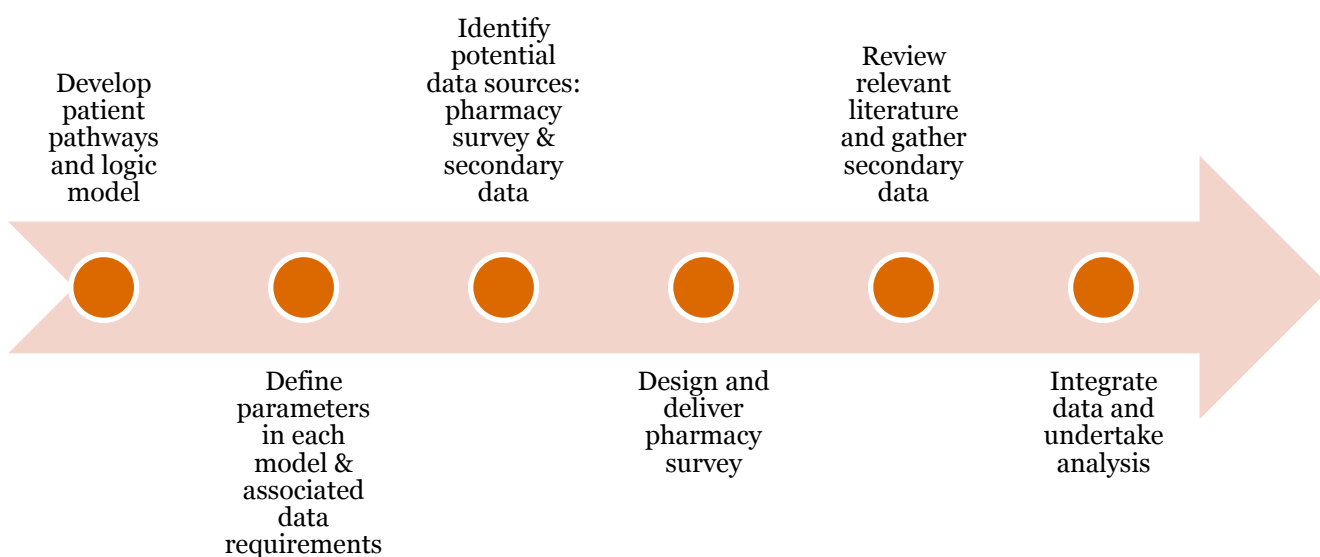 Develop
patient
pathways
and logic
model
Define
parameters
in each
model &
associated
data
requirements
Identify
potential
data sources:
pharmacy
survey &
secondary
data
Design and
deliver
pharmacy
survey
Review
relevant
literature
and gather
secondary
data
Integrate
data and
undertake
analysis